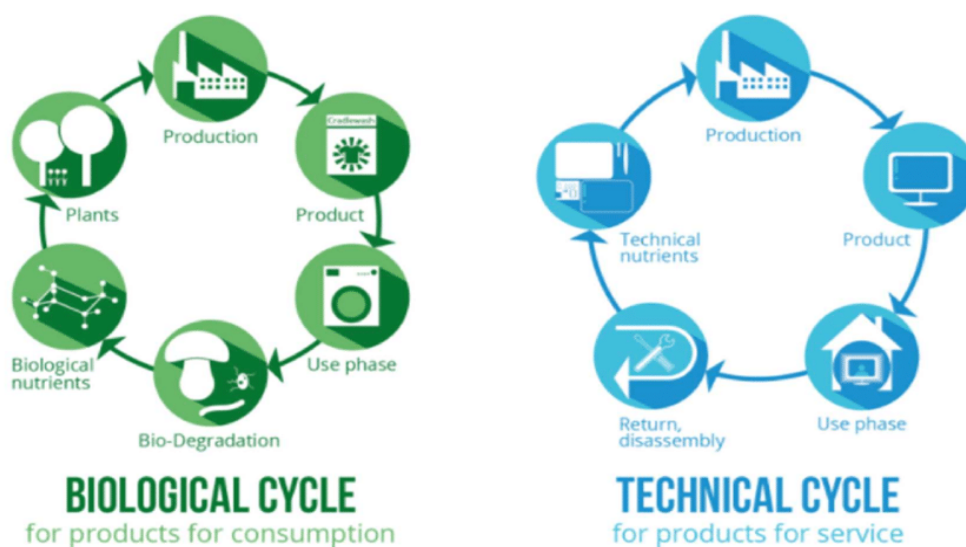 Production
Cradlewash
Product
Use phase
Bio-Degradation
Biological
nutrients
Plants
BIOLOGICAL CYCLE
for products for consumption
Production
Product
Use phase
Return,
disassembly
Technical
nutrients
TECHNICAL CYCLE
for products for service